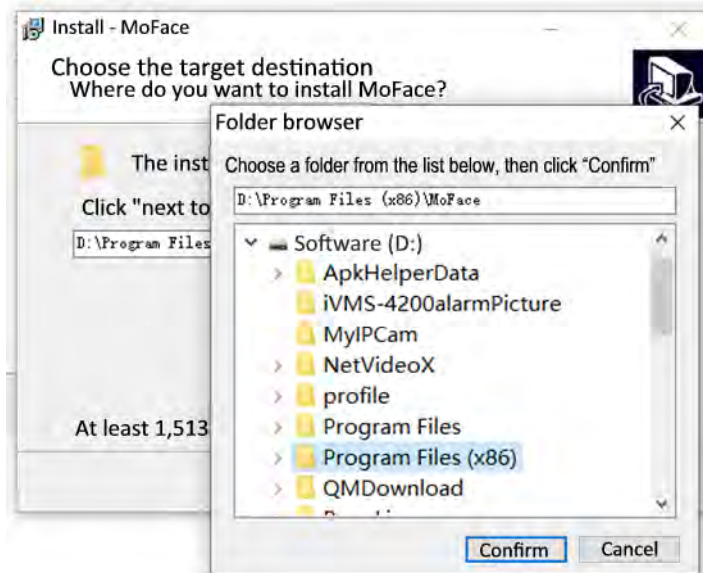 Install - MoFace
Choose the target destination
Where do you want to install MoFace?
Folder browser
The inst
Choose a folder from the list below, then click “Confirm”
Click "next to
D:\Program Files (x86)\MoFace
D:\Program Files
Software (D:)
ApkHelperData
iVMS-4200alarmPicture
MyIPCam
NetVideoX
profile
Program Files
At least 1,513
Program Files (x86)
QMDownload
Confirm
Cancel